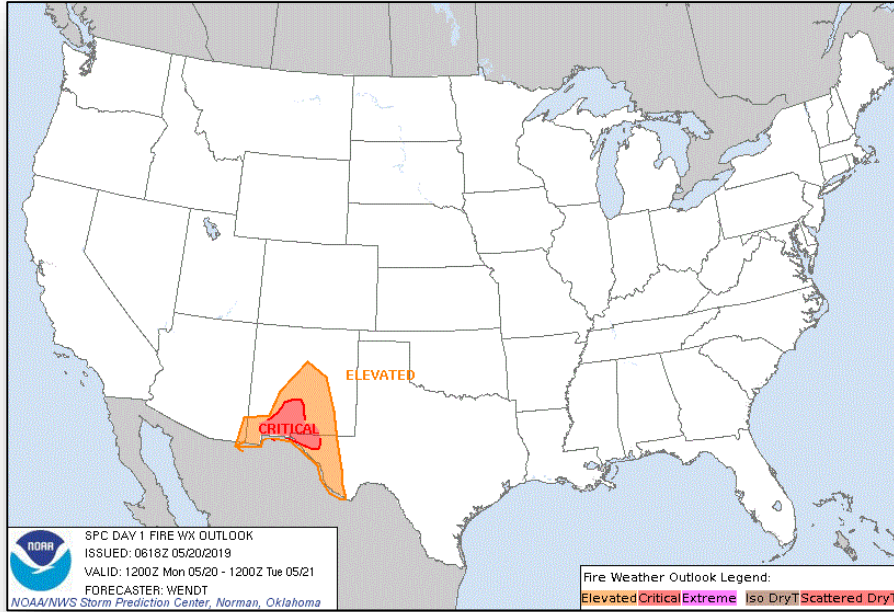 ELEVATED
CRITICAL
SPC DAY 1 FIRE WX OUTLOOK
ISSUED: 0618Z 05/20/2019
VALID: 1200Z Mon 05/20 - 1200Z Tue 05/21
FORECASTER: WENDT
NOAA
NOAA/NWS Storm Prediction Center, Norman, Oklahoma
Fire Weather Outlook Legend:
Elevated Critical Extreme Iso DryT Scattered DryT